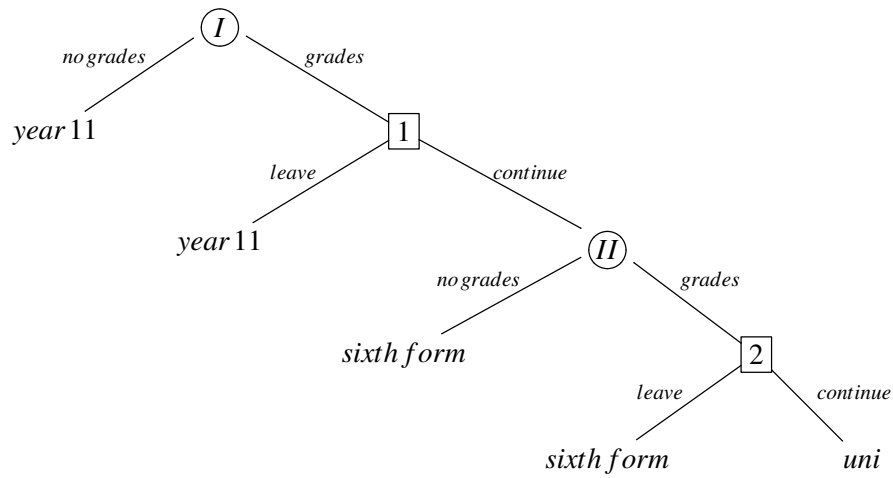 I
no grades
grades
year 11
1
leave
continue
year 11
II
no grades
grades
sixth form
2
leave
continue
sixth form
uni